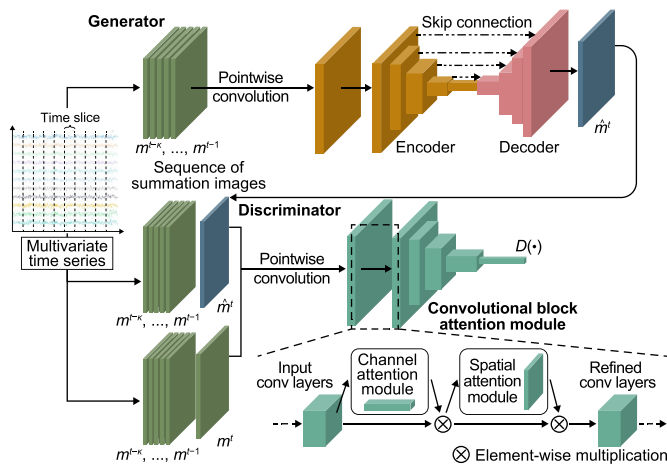 Generator
Skip connection
Time slice
Pointwise
convolution
m^{t–κ}, ..., m^{t–1}
Encoder
Decoder
m̂^t
Sequence of
summation images
Discriminator
Multivariate
time series
Pointwise
convolution
D(•)
m^{t–κ}, ..., m^{t–1}
m̂^t
Convolutional block
attention module
Input
conv layers
Channel
attention
module
Spatial
attention
module
Refined
conv layers
m^{t–κ}, ..., m^{t–1}
m^t
Element-wise multiplication